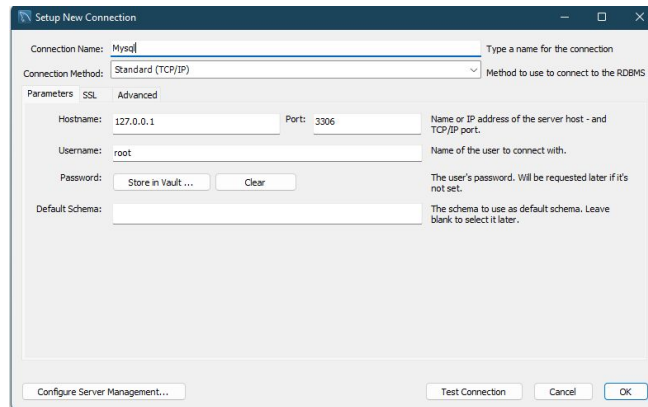 Setup New Connection
Connection Name: Mysql Type a name for the connection
Connection Method: Standard (TCP/IP) Method to use to connect to the RDBMS
Parameters SSL Advanced
Hostname: 127.0.0.1 Port: 3306 Name or IP address of the server host - and
TCP/IP port.
Username: root Name of the user to connect with.
Password: Store in Vault ... Clear The user's password. Will be requested later if it's
not set.
Default Schema: The schema to use as default schema. Leave
blank to select it later.
Configure Server Management... Test Connection Cancel OK